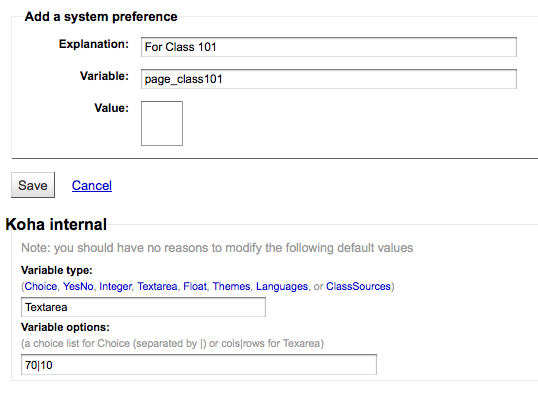 Add a system preference
Explanation: For Class 101
Variable: page_class101
Value:
Save Cancel
Koha internal
Note: you should have no reasons to modify the following default values
Variable type:
(Choice, YesNo, Integer, Textarea, Float, Themes, Languages, or ClassSources)
Textarea
Variable options:
(a choice list for Choice (separated by |) or cols|rows for Texarea)
70|10